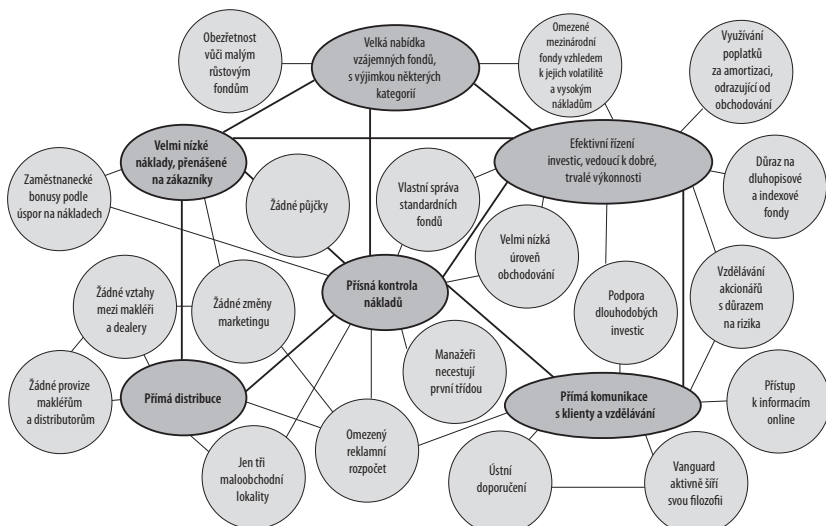 Obezřetnost
vůči malým
růstovým
fondům
Velká nabídka
vzájemných fondů,
s výjimkou některých
kategorií
Omezené
mezinárodní
fondy vzhledem
k jejich volatilitě
a vysokým
nákladům
Využívání
poplatků
za amortizaci,
odrazující od
obchodování
Velmi nízké
náklady, přenášené
na zákazníky
Efektivní řízení
investic, vedoucí k dobré,
trvalé výkonnosti
Zaměstnanecké
bonusy podle
úspor na nákladech
Žádné půjčky
Vlastní správa
standardních
fondů
Důraz na
dluhopisové
a indexové
fondy
Velmi nízká
úroveň
obchodování
Žádné vztahy
mezi makléři
a dealery
Žádné změny
marketingu
Přísná kontrola
nákladů
Podpora
dlouhodobých
investic
Vzdělávání
akcionářů
s důrazem
na rizika
Žádné provize
makléřům
a distributorům
Přímá distribuce
Manažeři
necestují
první třídou
Přímá komunikace
s klienty a vzdělávání
Přístup
k informacím
online
Jen tři
maloobchodní
lokality
Omezený
reklamní
rozpočet
Ústní
doporučení
Vanguard
aktivně šíří
svou filozofii